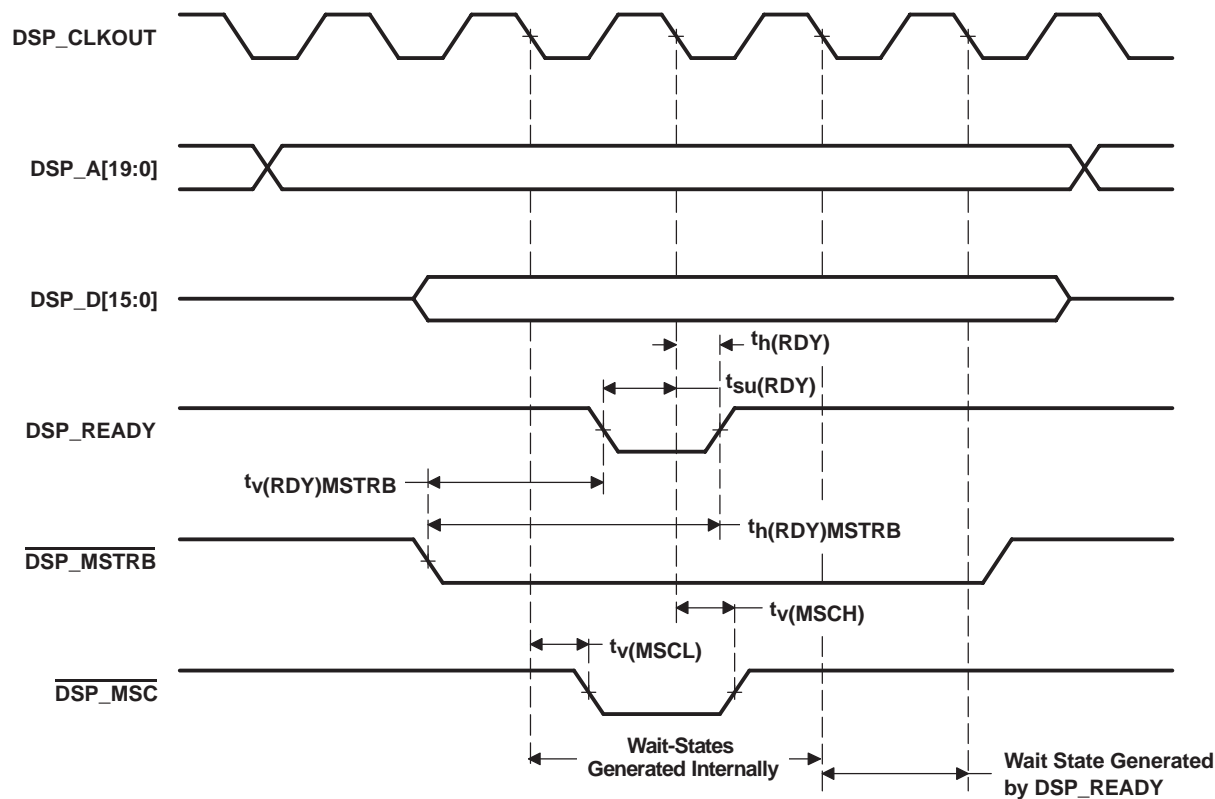 DSP_CLKOUT
DSP_A[19:0]
DSP_D[15:0]
th(RDY)
tsu(RDY)
DSP_READY
tv(RDY)MSTRB
th(RDY)MSTRB
DSP_MSTRB
tv(MSCH)
tv(MSCL)
DSP_MSC
Wait-States
Generated Internally
Wait State Generated
by DSP_READY